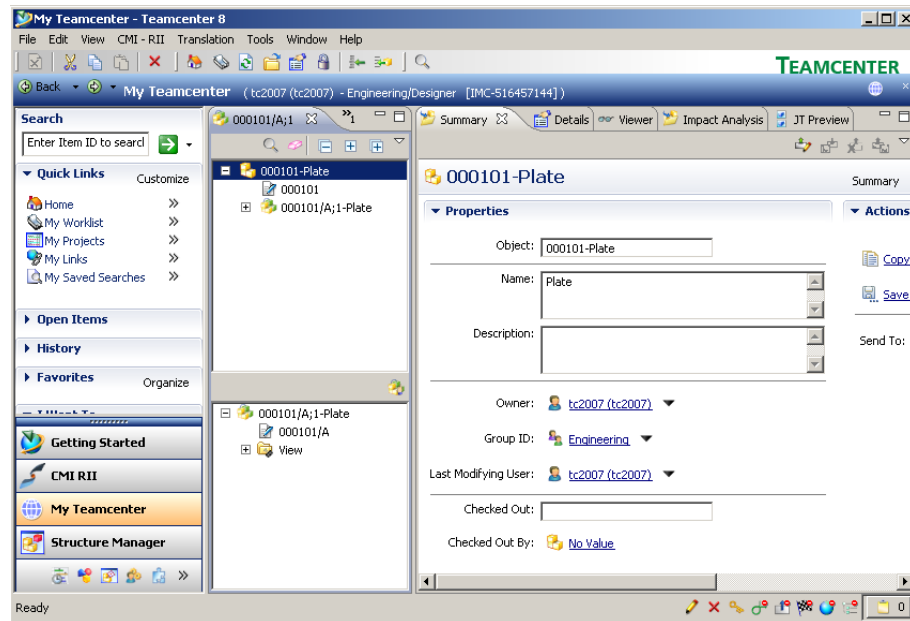 My Teamcenter - Teamcenter 8
File Edit View CMI - RII Translation Tools Window Help
TEAMCENTER
Back My Teamcenter ( tc2007 (tc2007) - Engineering/Designer [IMC-516457144] )
Search
Enter Item ID to searcl
Quick Links Customize
Home
My Worklist
My Projects
My Links
My Saved Searches
Open Items
History
Favorites Organize
I Want To
Getting Started
CMI RII
My Teamcenter
Structure Manager
000101/A;1 »1
000101-Plate
000101
000101/A;1-Plate
000101/A;1-Plate
000101/A
View
Summary Details Viewer Impact Analysis JT Preview
000101-Plate Summary
Properties Actions
Object: 000101-Plate
Name: Plate
Description:
Owner: tc2007 (tc2007)
Group ID: Engineering
Last Modifying User: tc2007 (tc2007)
Checked Out:
Checked Out By: No Value
Copy
Save
Send To:
Ready 0